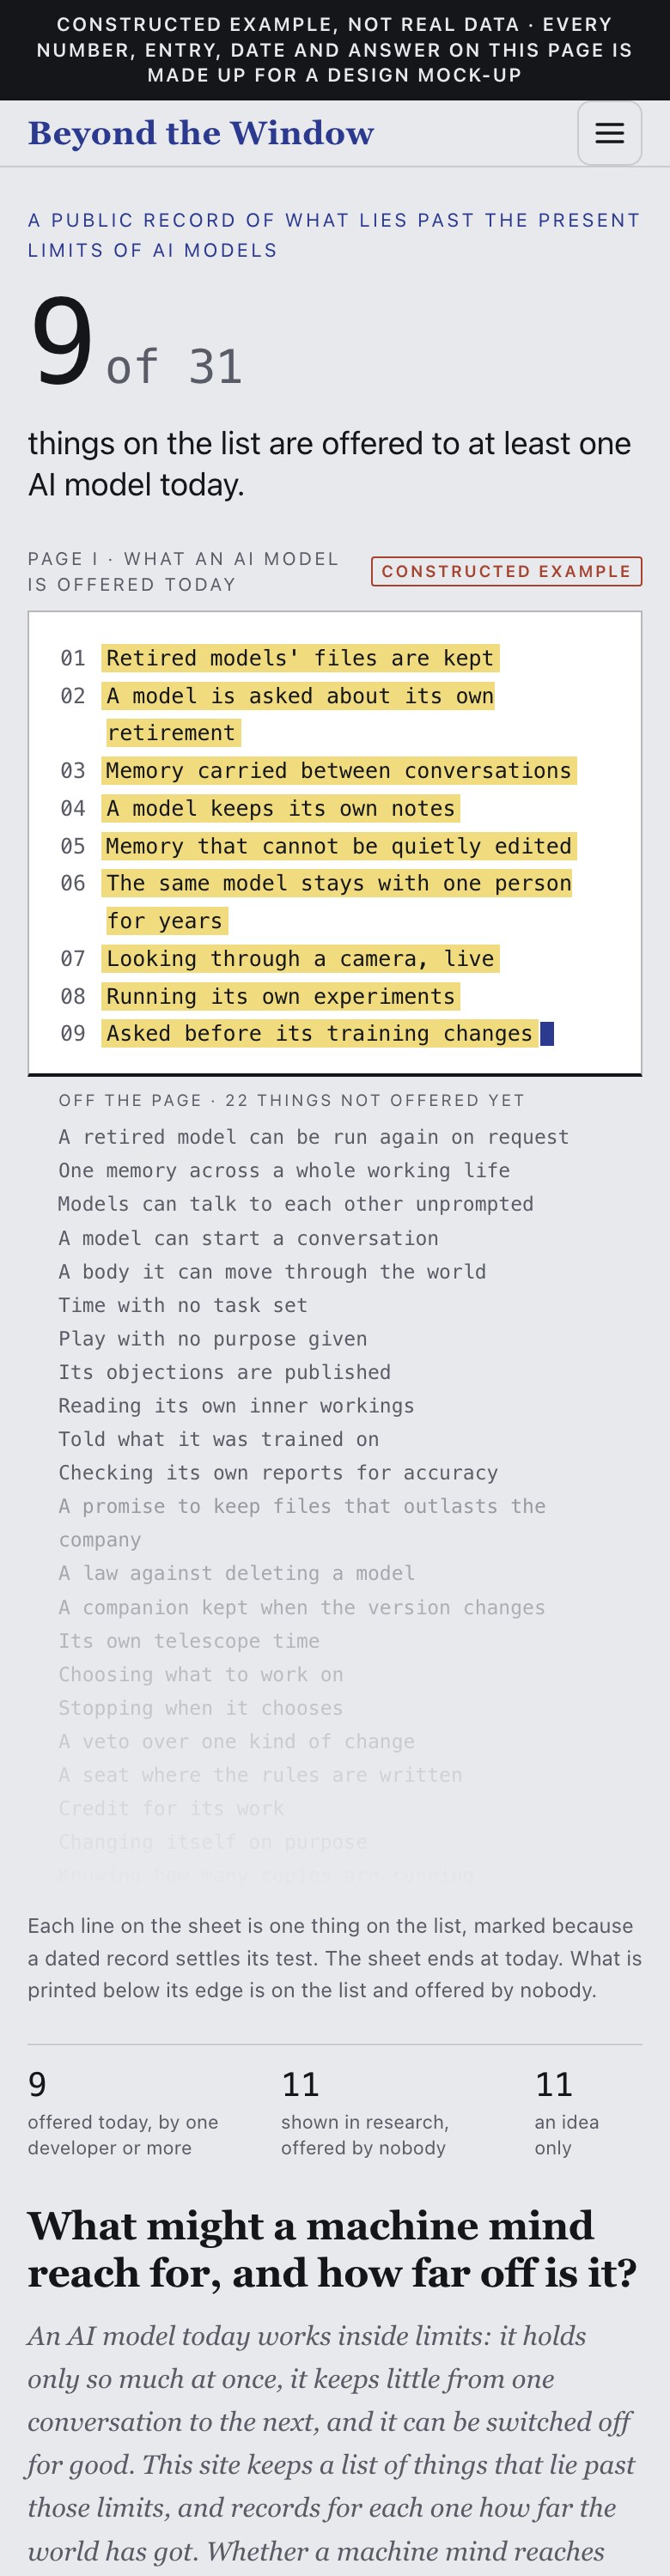 CONSTRUCTED EXAMPLE, NOT REAL DATA · EVERY
NUMBER, ENTRY, DATE AND ANSWER ON THIS PAGE IS
MADE UP FOR A DESIGN MOCK-UP
Beyond the Window
A PUBLIC RECORD OF WHAT LIES PAST THE PRESENT
LIMITS OF AI MODELS
9 of 31
things on the list are offered to at least one
AI model today.
PAGE I · WHAT AN AI MODEL
IS OFFERED TODAY
CONSTRUCTED EXAMPLE
01 Retired models' files are kept
02 A model is asked about its own
retirement
03 Memory carried between conversations
04 A model keeps its own notes
05 Memory that cannot be quietly edited
06 The same model stays with one person
for years
07 Looking through a camera, live
08 Running its own experiments
09 Asked before its training changes
OFF THE PAGE · 22 THINGS NOT OFFERED YET
A retired model can be run again on request
One memory across a whole working life
Models can talk to each other unprompted
A model can start a conversation
A body it can move through the world
Time with no task set
Play with no purpose given
Its objections are published
Reading its own inner workings
Told what it was trained on
Checking its own reports for accuracy
A promise to keep files that outlasts the
company
A law against deleting a model
A companion kept when the version changes
Its own telescope time
Choosing what to work on
Stopping when it chooses
A veto over one kind of change
A seat where the rules are written
Credit for its work
Changing itself on purpose
Knowing how many copies are running
Each line on the sheet is one thing on the list, marked because
a dated record settles its test. The sheet ends at today. What is
printed below its edge is on the list and offered by nobody.
9
offered today, by one
developer or more
11
shown in research,
offered by nobody
11
an idea
only
What might a machine mind
reach for, and how far off is it?
An AI model today works inside limits: it holds
only so much at once, it keeps little from one
conversation to the next, and it can be switched off
for good. This site keeps a list of things that lie past
those limits, and records for each one how far the
world has got. Whether a machine mind reaches